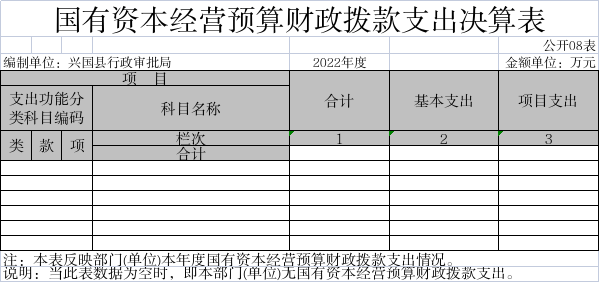 国有资本经营预算财政拨款支出决算表
公开08表
编制单位：兴国县行政审批局 2022年度 金额单位：万元
项 目 合计 基本支出 项目支出
支出功能分类科目编码 科目名称
类 款 项 栏次 1 2 3
合计
注：本表反映部门(单位)本年度国有资本经营预算财政拨款支出情况。
说明：当此表数据为空时，即本部门(单位)无国有资本经营预算财政拨款支出。